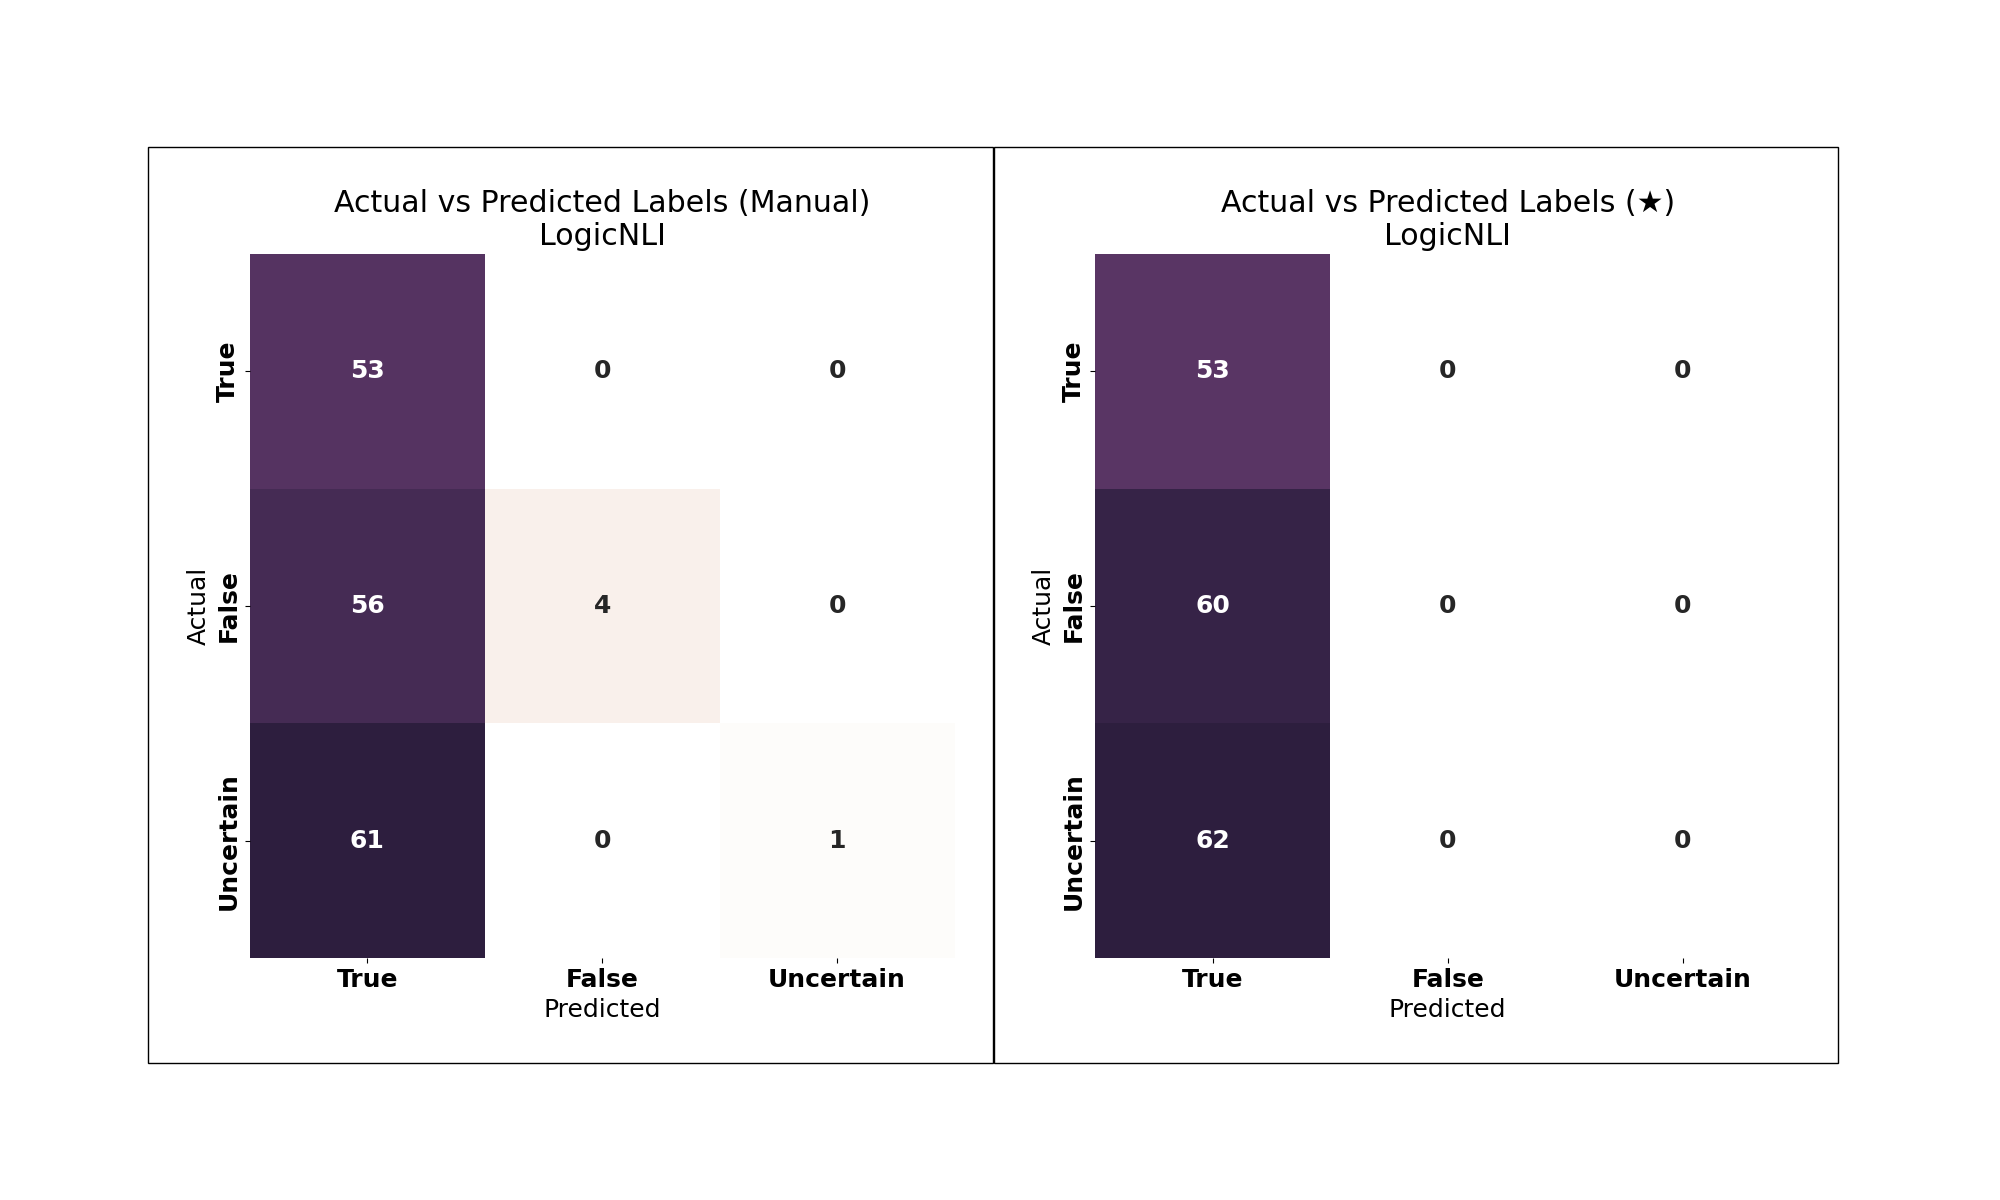 Actual vs Predicted Labels (Manual)
LogicNLI
Actual
True
53 0 0
False
56 4 0
Uncertain
61 0 1
True False Uncertain
Predicted
Actual vs Predicted Labels (★)
LogicNLI
Actual
True
53 0 0
False
60 0 0
Uncertain
62 0 0
True False Uncertain
Predicted